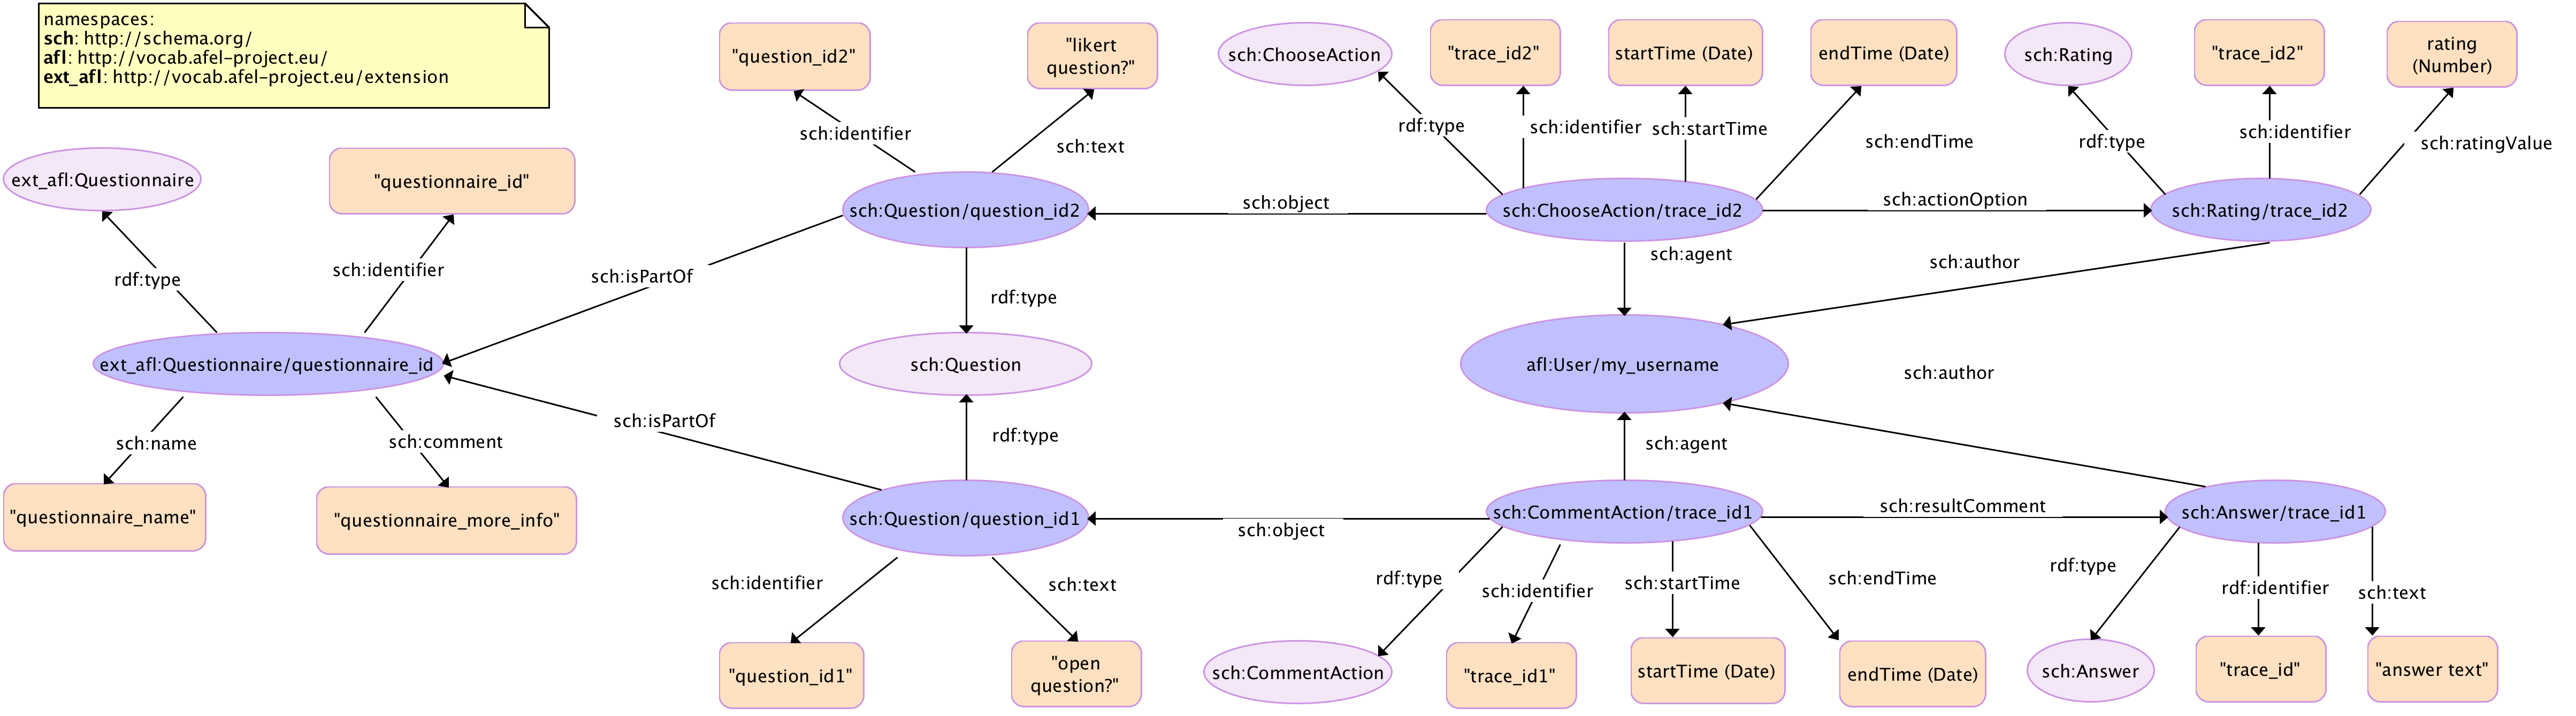 namespaces:
sch: http://schema.org/
afl: http://vocab.afel-project.eu/
ext_afl: http://vocab.afel-project.eu/extension
"question_id2"
"likert
question?"
sch:ChooseAction
"trace_id2"
startTime (Date)
endTime (Date)
sch:Rating
"trace_id2"
rating
(Number)
sch:identifier
sch:text
rdf:type
sch:identifier
sch:startTime
sch:endTime
rdf:type
sch:identifier
sch:ratingValue
ext_afl:Questionnaire
"questionnaire_id"
sch:Question/question_id2
sch:object
sch:ChooseAction/trace_id2
sch:actionOption
sch:Rating/trace_id2
rdf:type
sch:identifier
sch:isPartOf
rdf:type
sch:agent
sch:author
ext_afl:Questionnaire/questionnaire_id
sch:Question
afl:User/my_username
sch:author
sch:name
sch:comment
sch:isPartOf
rdf:type
sch:agent
"questionnaire_name"
"questionnaire_more_info"
sch:Question/question_id1
sch:object
sch:CommentAction/trace_id1
sch:resultComment
sch:Answer/trace_id1
sch:identifier
sch:text
rdf:type
sch:identifier
sch:startTime
sch:endTime
rdf:type
rdf:identifier
sch:text
"question_id1"
"open
question?"
sch:CommentAction
"trace_id1"
startTime (Date)
endTime (Date)
sch:Answer
"trace_id"
"answer text"